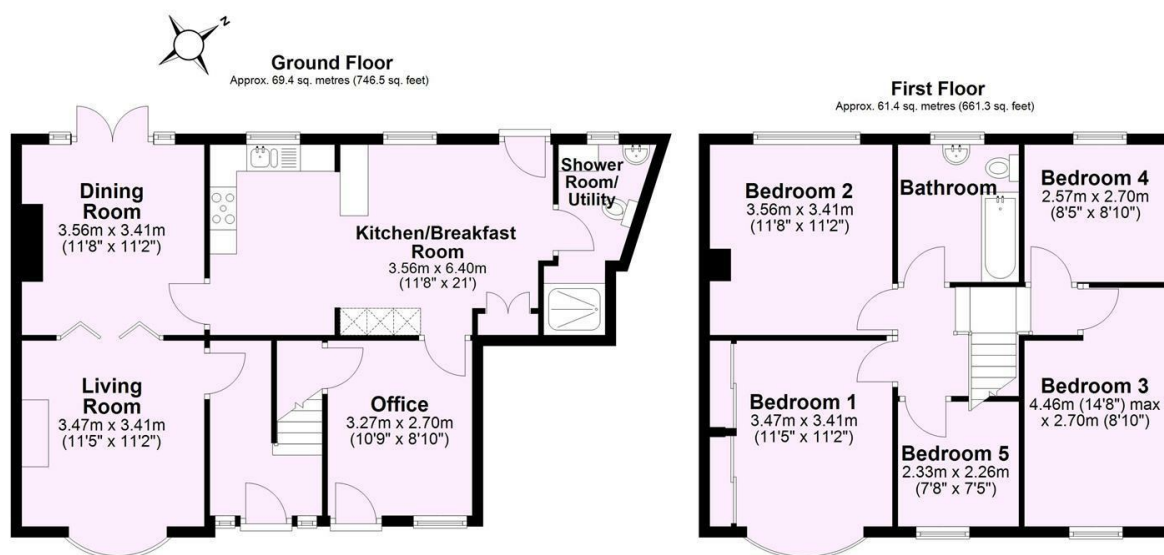 N
Ground Floor
Approx. 69.4 sq. metres (746.5 sq. feet)
Dining
Room
3.56m x 3.41m
(11'8" x 11'2")
Kitchen/Breakfast
Room
3.56m x 6.40m
(11'8" x 21')
Shower
Room/
Utility
Living
Room
3.47m x 3.41m
(11'5" x 11'2")
Office
3.27m x 2.70m
(10'9" x 8'10")
First Floor
Approx. 61.4 sq. metres (661.3 sq. feet)
Bedroom 2
3.56m x 3.41m
(11'8" x 11'2")
Bathroom
Bedroom 4
2.57m x 2.70m
(8'5" x 8'10")
Bedroom 1
3.47m x 3.41m
(11'5" x 11'2")
Bedroom 5
2.33m x 2.26m
(7'8" x 7'5")
Bedroom 3
4.46m (14'8") max
x 2.70m (8'10")